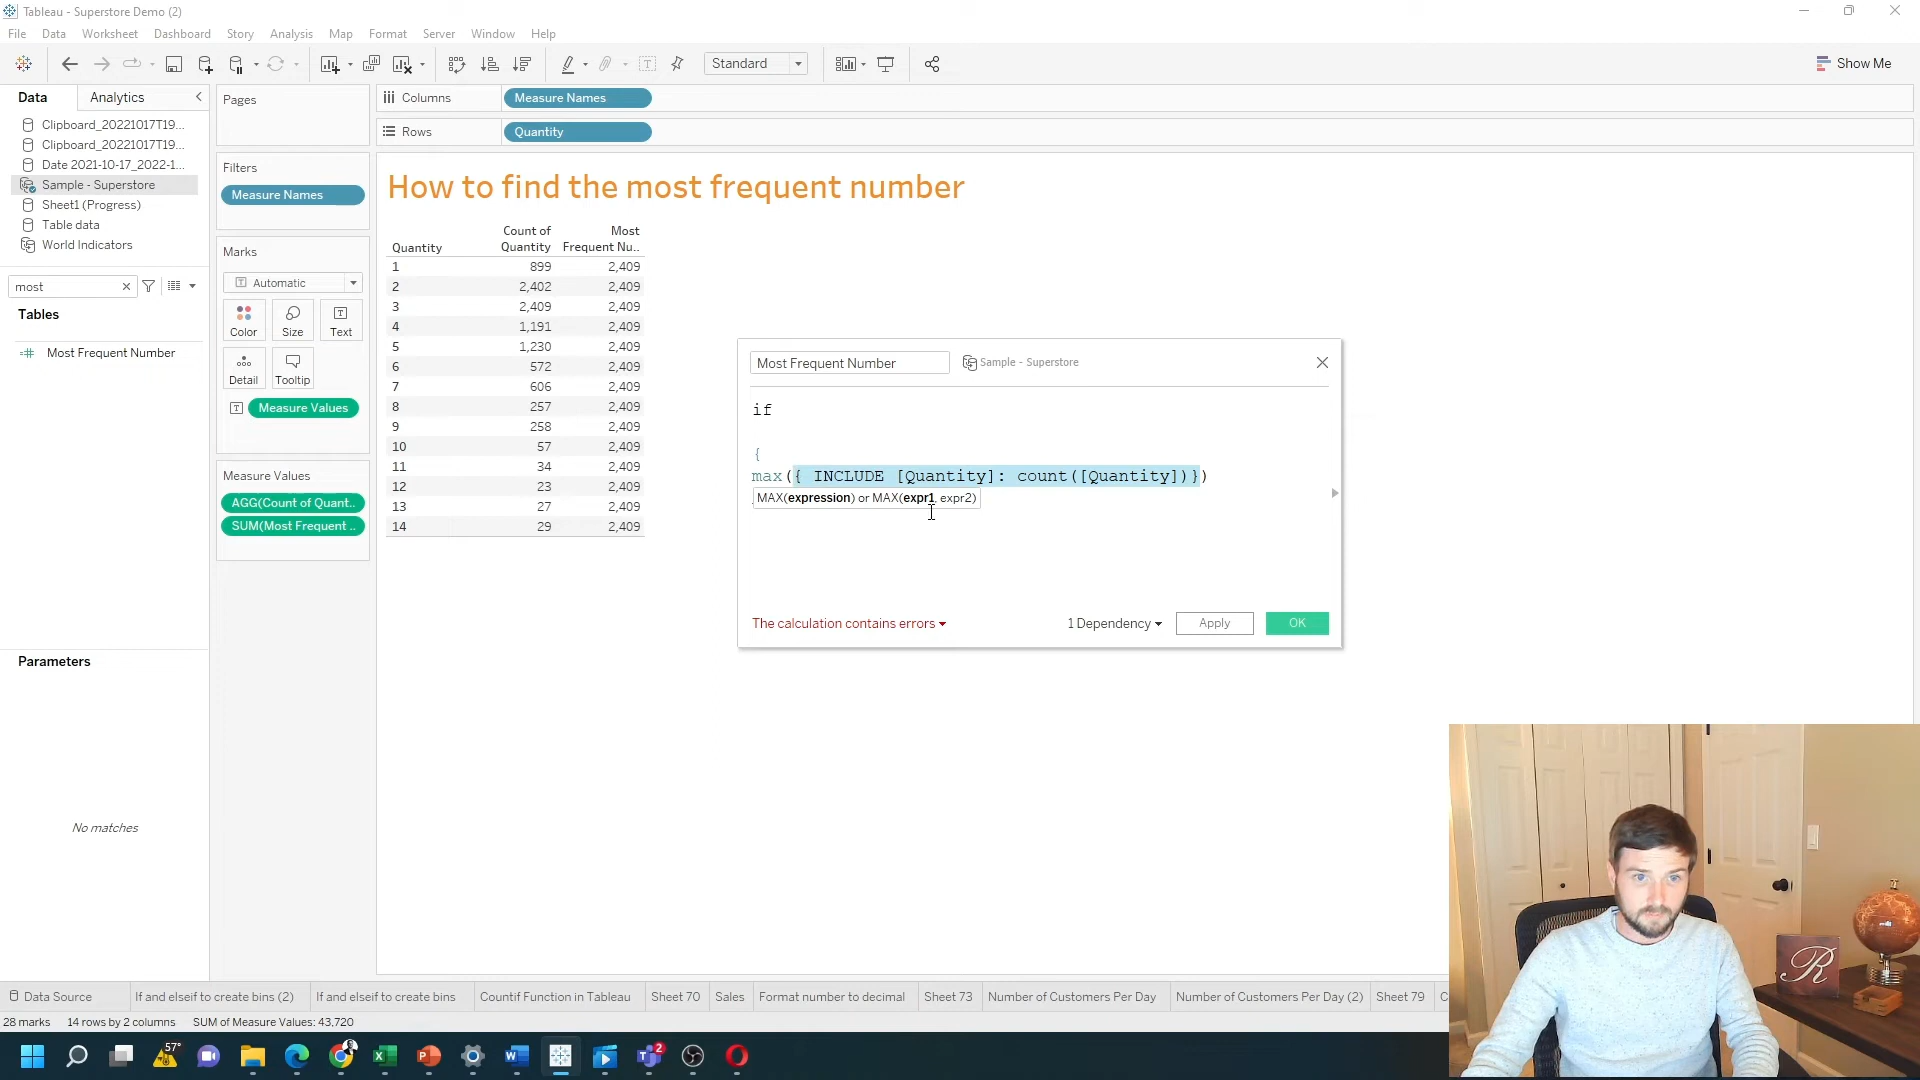 Tableau - Superstore Demo (2)
File Data Worksheet Dashboard Story Analysis Map Format Server Window Help
Standard
Show Me
Data Analytics
Clipboard_20221017T19...
Clipboard_20221017T19...
Date 2021-10-17_2022-1...
Sample - Superstore
Sheet1 (Progress)
Table data
World Indicators
most
Tables
Most Frequent Number
Parameters
No matches
Pages
Filters
Measure Names
Marks
Automatic
Color Size Text
Detail Tooltip
Measure Values
Measure Values
AGG(Count of Quant..
SUM(Most Frequent ..
Columns Measure Names
Rows Quantity
How to find the most frequent number
Quantity Count of Quantity Most Frequent Nu..
1 899 2,409
2 2,402 2,409
3 2,409 2,409
4 1,191 2,409
5 1,230 2,409
6 572 2,409
7 606 2,409
8 257 2,409
9 258 2,409
10 57 2,409
11 34 2,409
12 23 2,409
13 27 2,409
14 29 2,409
Most Frequent Number Sample - Superstore
if
{
max({ INCLUDE [Quantity]: count([Quantity])})
MAX(expression) or MAX(expr1, expr2)
The calculation contains errors 1 Dependency Apply OK
R
Data Source If and elseif to create bins (2) If and elseif to create bins Countif Function in Tableau Sheet 70 Sales Format number to decimal Sheet 73 Number of Customers Per Day Number of Customers Per Day (2) Sheet 79 C
28 marks 14 rows by 2 columns SUM of Measure Values: 43,720
57°
2